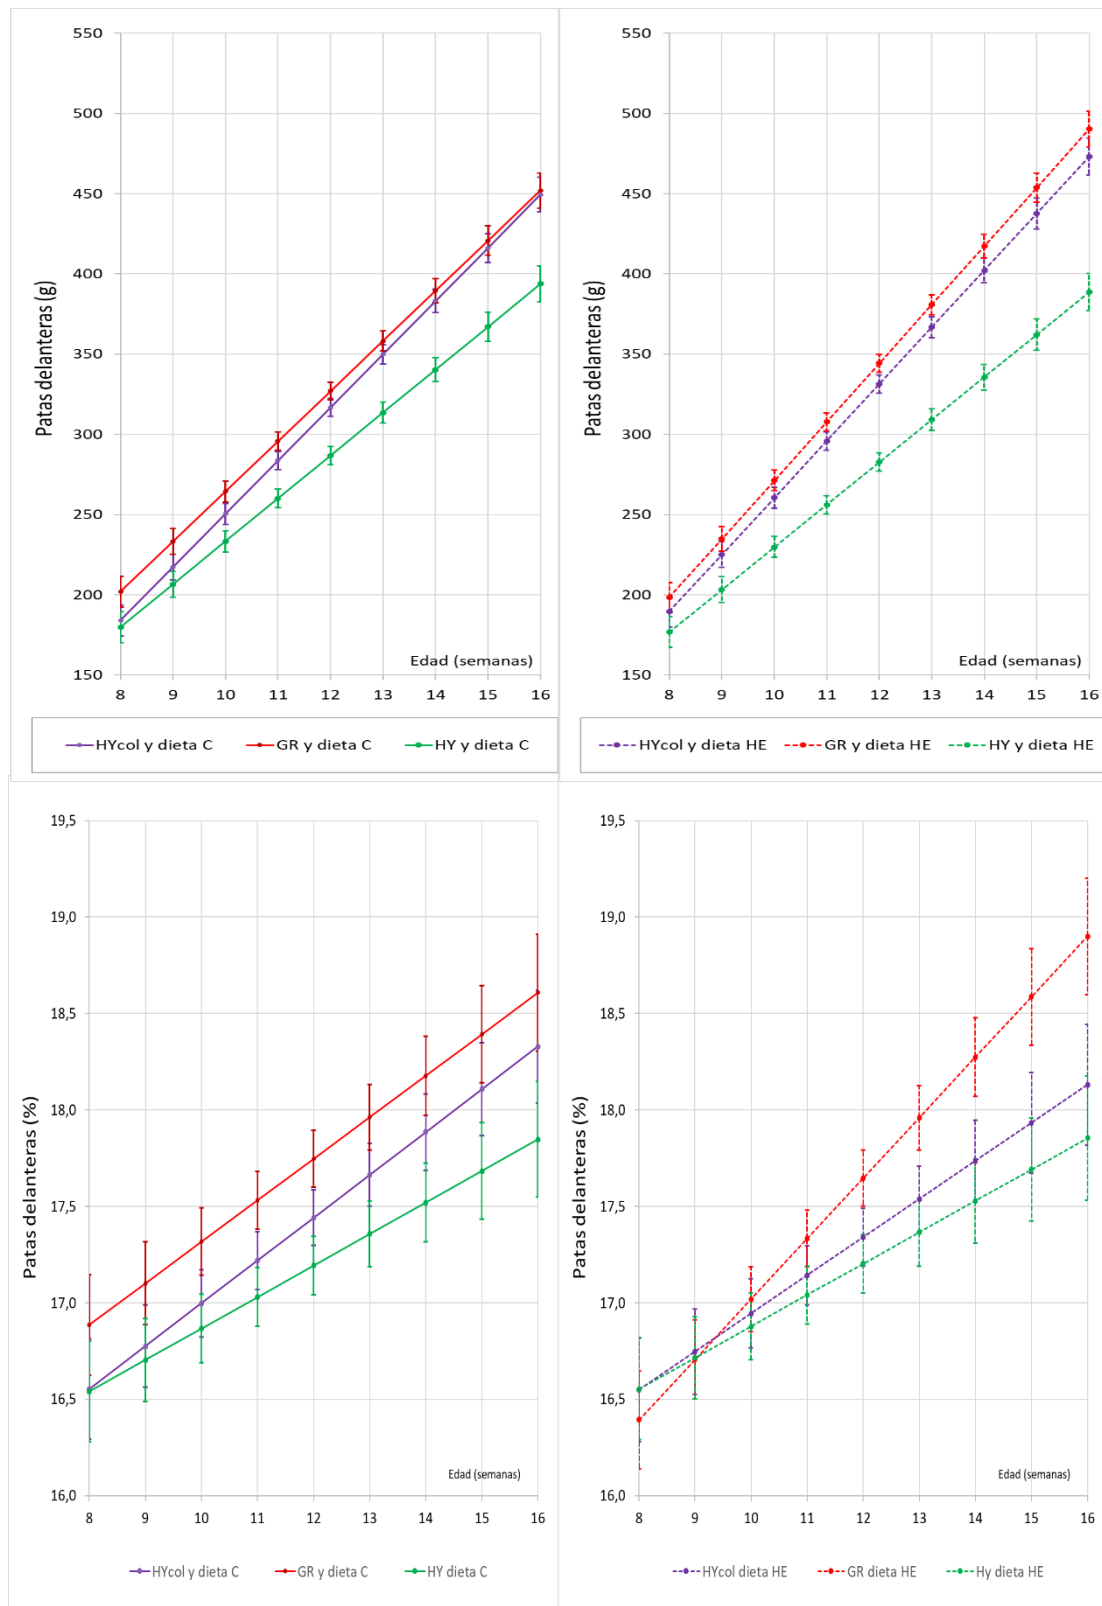 550
500
450
400
350
300
250
200
150
Patas delanteras (g)
Edad (semanas)
8 9 10 11 12 13 14 15 16
HYcol y dieta C GR y dieta C HY y dieta C
550
500
450
400
350
300
250
200
150
Patas delanteras (g)
Edad (semanas)
8 9 10 11 12 13 14 15 16
HYcol y dieta HE GR y dieta HE HY y dieta HE
19,5
19,0
18,5
18,0
17,5
17,0
16,5
16,0
Patas delanteras (%)
Edad (semanas)
8 9 10 11 12 13 14 15 16
HYcol y dieta C GR y dieta C HY dieta C
19,5
19,0
18,5
18,0
17,5
17,0
16,5
16,0
Patas delanteras (%)
Edad (semanas)
8 9 10 11 12 13 14 15 16
HYcol dieta HE GR dieta HE Hy dieta HE